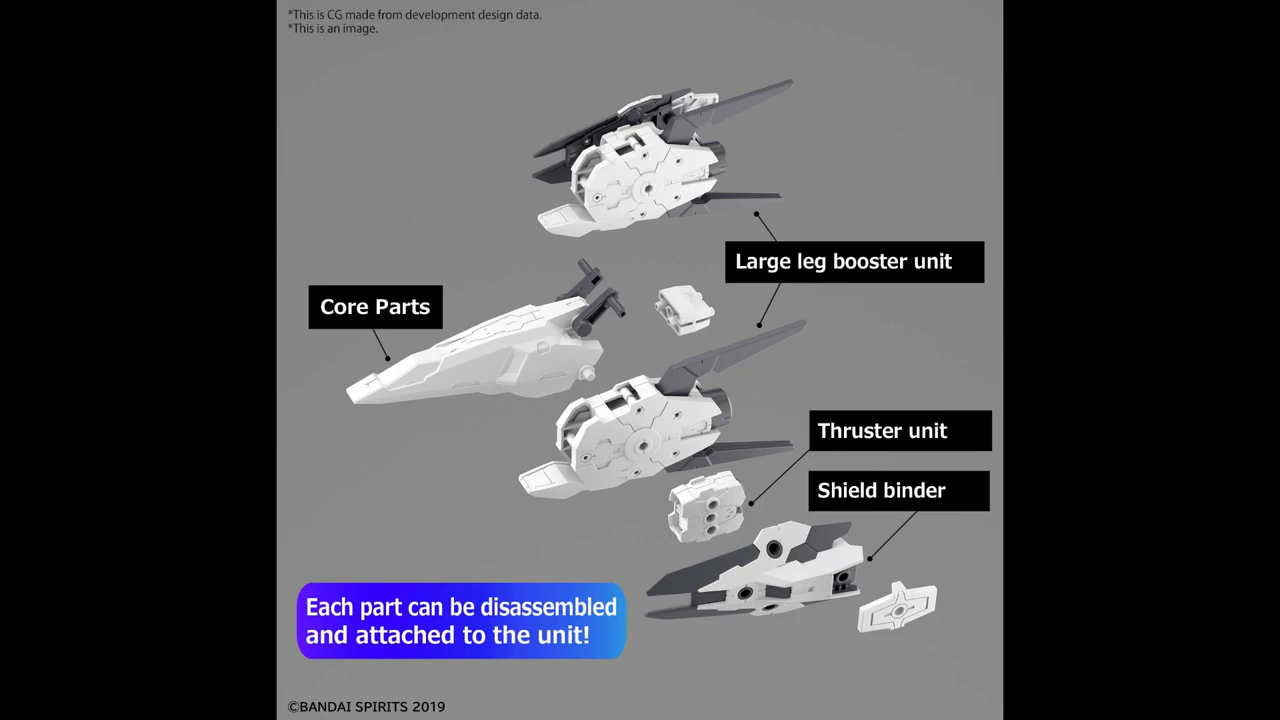 *This is CG made from development design data.
*This is an image.
Large leg booster unit
Core Parts
Thruster unit
Shield binder
Each part can be disassembled
and attached to the unit!
©BANDAI SPIRITS 2019